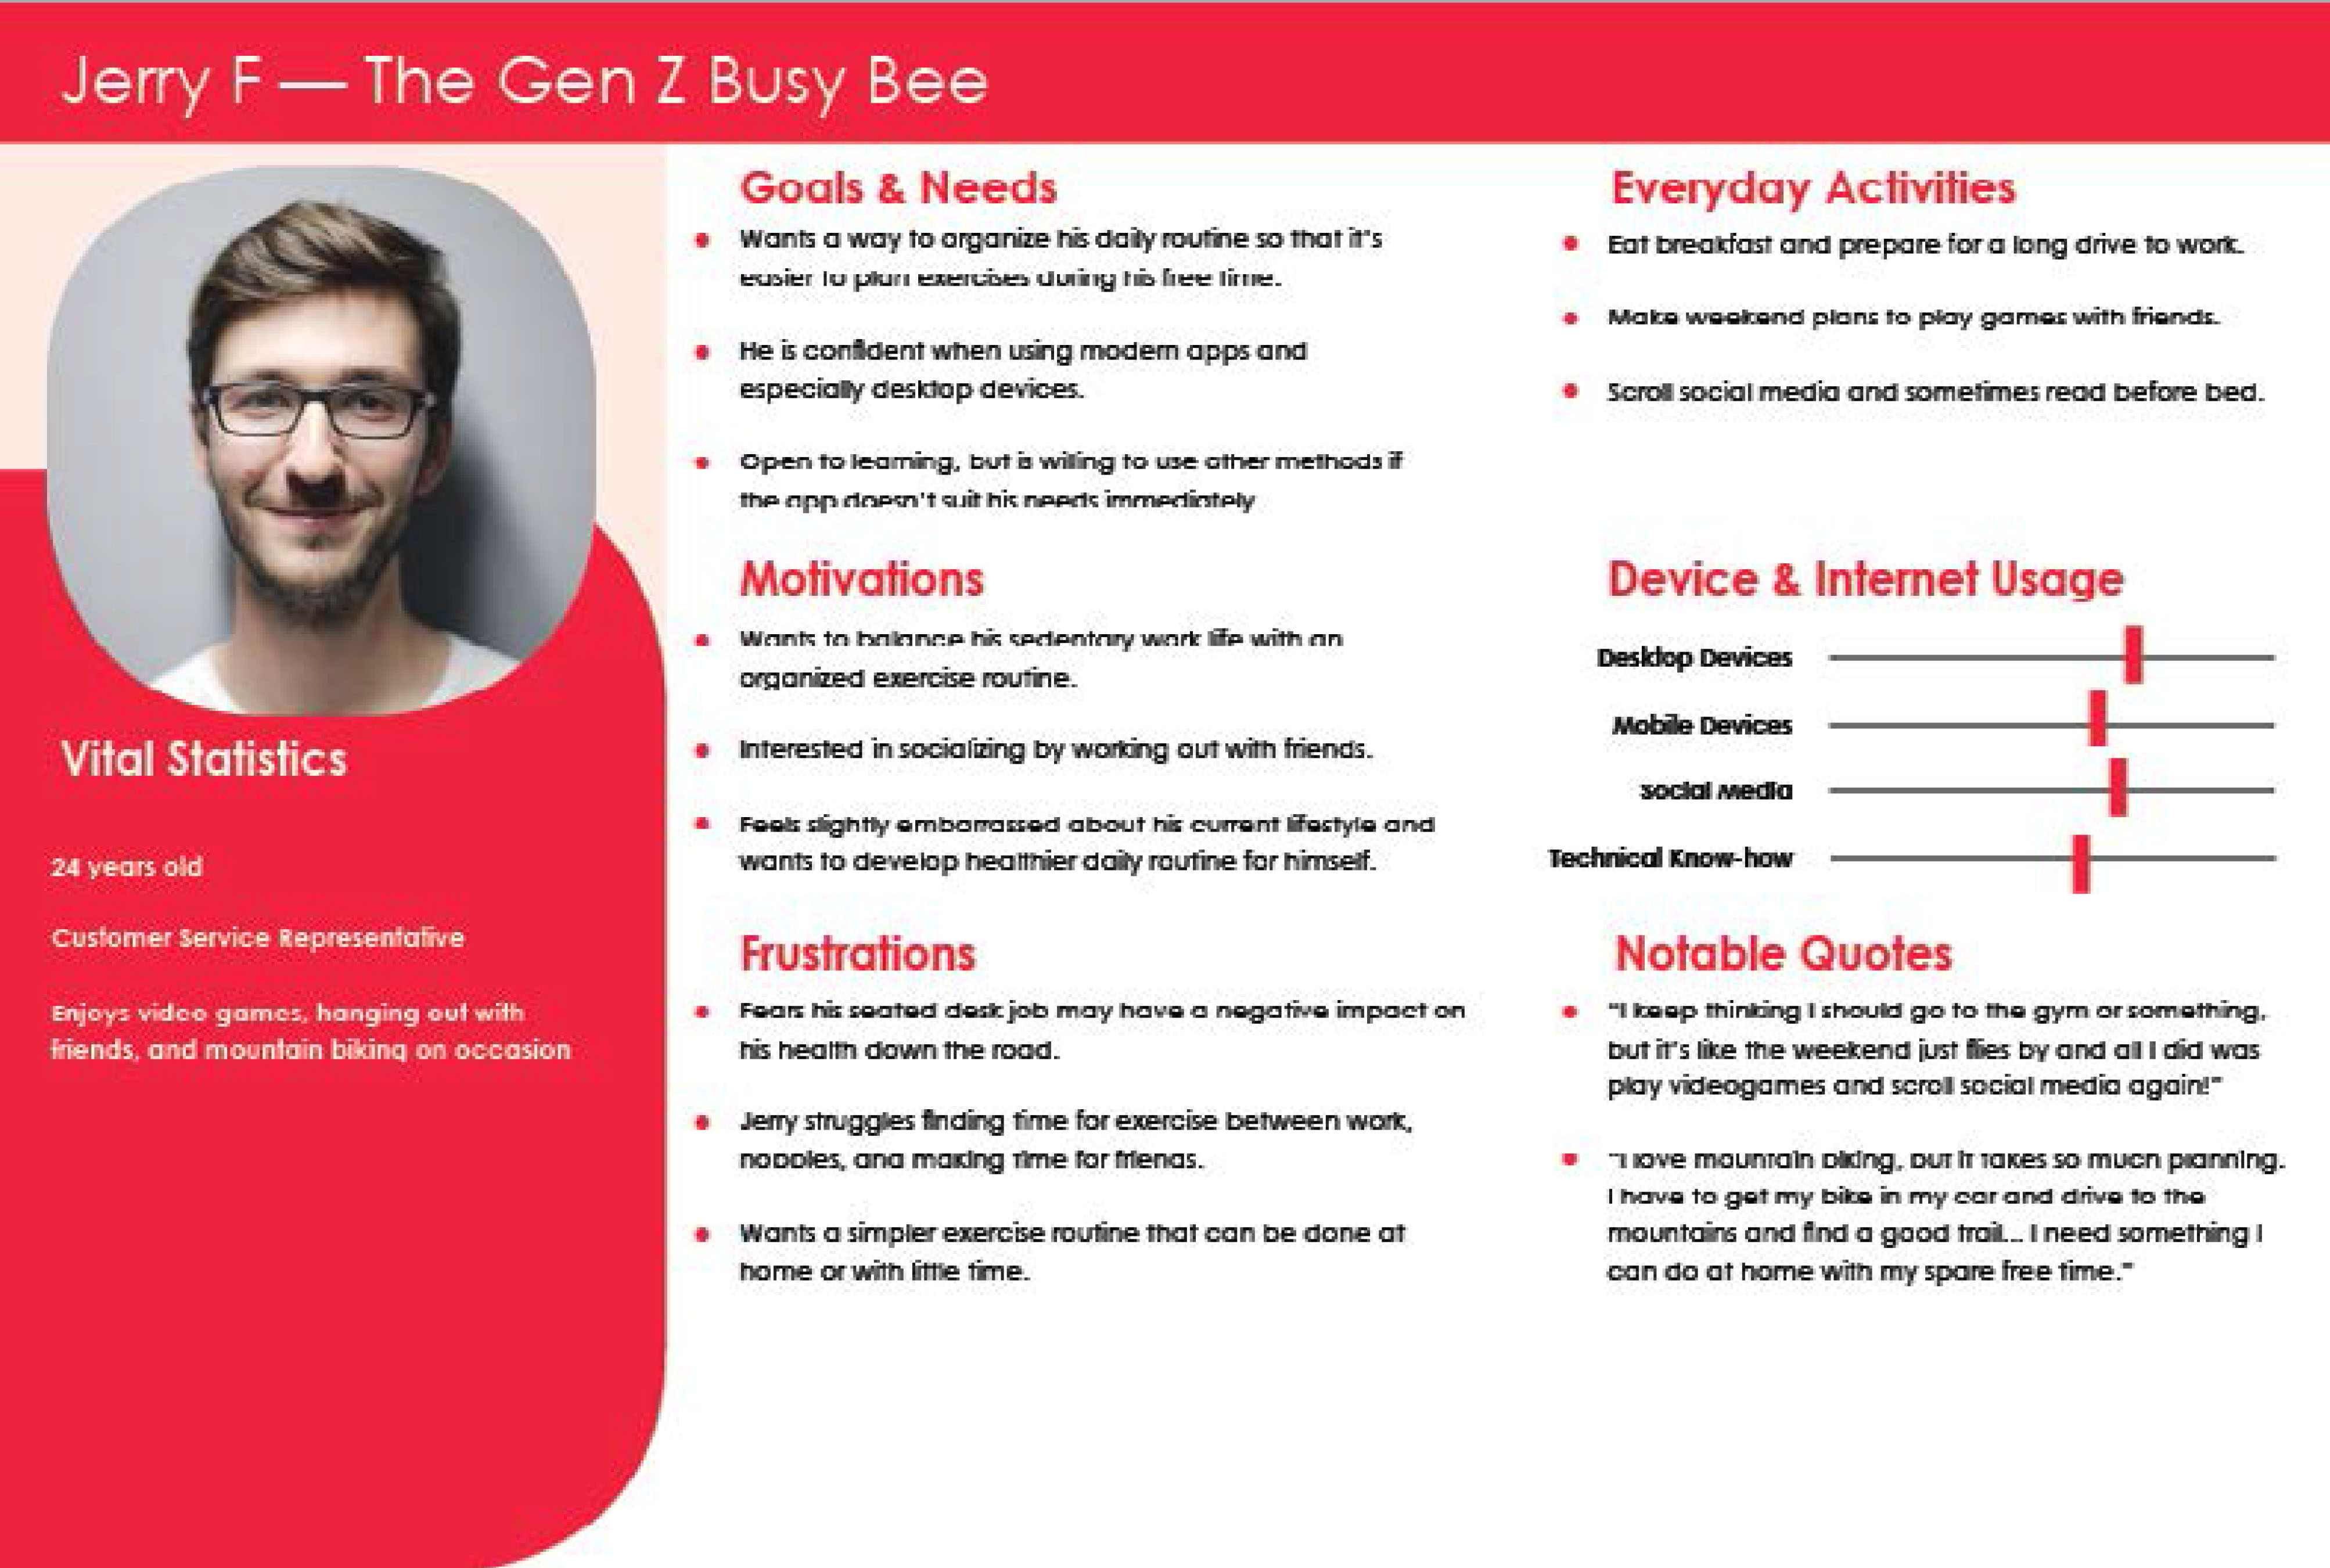 Jerry F — The Gen Z Busy Bee
Vital Statistics
24 years old
Customer Service Representative
Enjoys video games, hanging out with
friends, and mountain biking on occasion
Goals & Needs
Wants a way to organize his daily routine so that it's
easier to plan exercises during his free time.
He is confident when using modern apps and
especially desktop devices.
Open to learning, but is willing to use other methods if
the app doesn't suit his needs immediately
Motivations
Wants to balance his sedentary work life with an
organized exercise routine.
Interested in socializing by working out with friends.
Feels slightly embarrassed about his current lifestyle and
wants to develop healthier daily routine for himself.
Frustrations
Fears his seated desk job may have a negative impact on
his health down the road.
Jerry struggles finding time for exercise between work,
hobbies, and making time for friends.
Wants a simpler exercise routine that can be done at
home or with little time.
Everyday Activities
Eat breakfast and prepare for a long drive to work.
Make weekend plans to play games with friends.
Scroll social media and sometimes read before bed.
Device & Internet Usage
Desktop Devices
Mobile Devices
Social Media
Technical Know-how
Notable Quotes
"I keep thinking I should go to the gym or something,
but it's like the weekend just flies by and all I did was
play videogames and scroll social media again!"
"I love mountain biking, but it takes so much planning.
I have to get my bike in my car and drive to the
mountains and find a good trail... I need something I
can do at home with my spare free time."